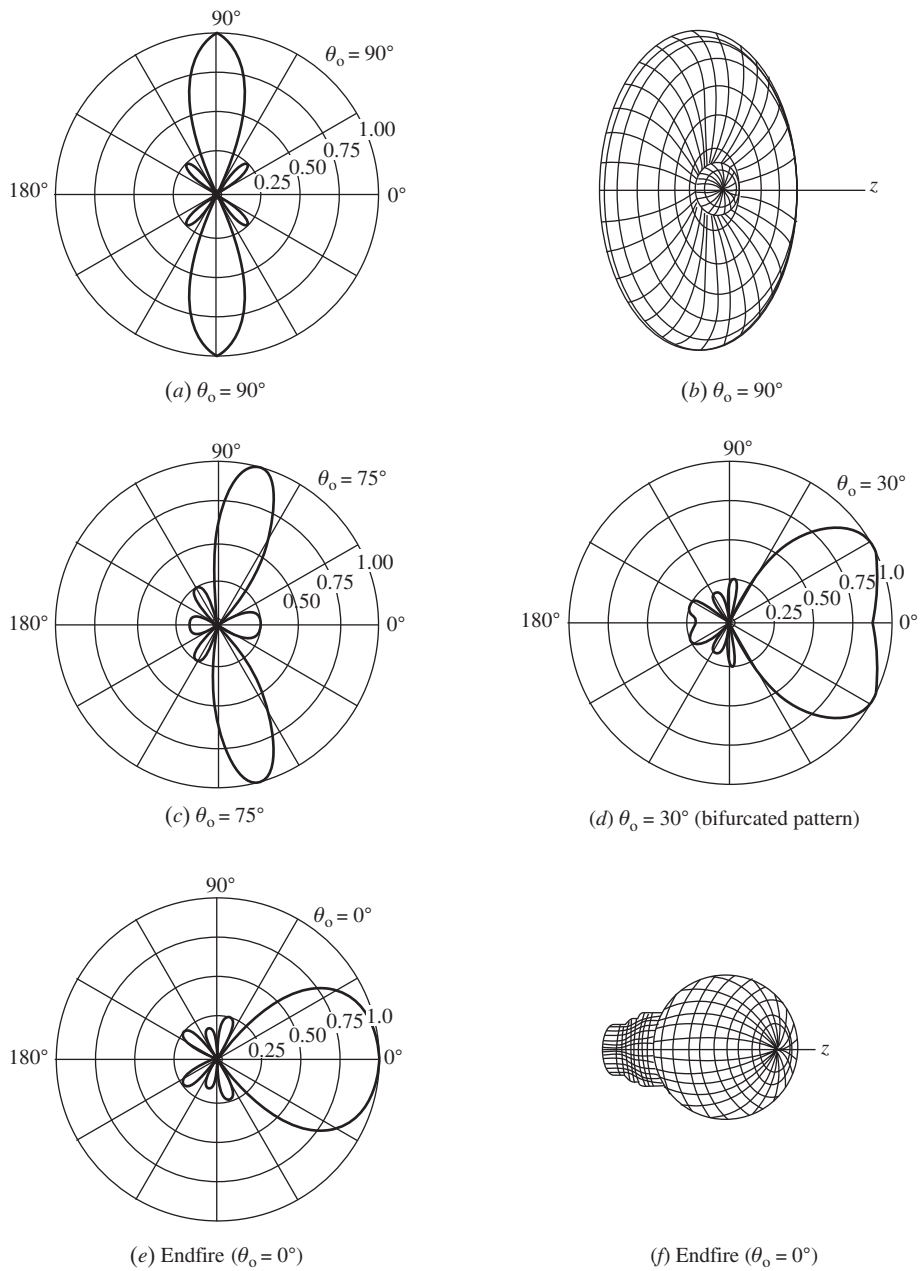 90°
θo = 90°
1.00
0.75
0.50
0.25
180°
0°
(a) θo = 90°
z
(b) θo = 90°
90°
θo = 75°
1.00
0.75
0.50
180°
0°
(c) θo = 75°
90°
θo = 30°
1.0
0.75
0.50
0.25
180°
0°
(d) θo = 30° (bifurcated pattern)
90°
θo = 0°
1.0
0.75
0.50
0.25
180°
0°
(e) Endfire (θo = 0°)
z
(f) Endfire (θo = 0°)